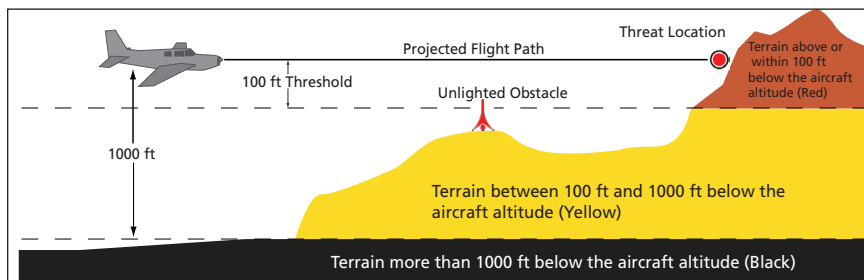 Threat Location
Projected Flight Path
Terrain above or
within 100 ft
below the aircraft
altitude (Red)
100 ft Threshold
Unlighted Obstacle
1000 ft
Terrain between 100 ft and 1000 ft below the
aircraft altitude (Yellow)
Terrain more than 1000 ft below the aircraft altitude (Black)